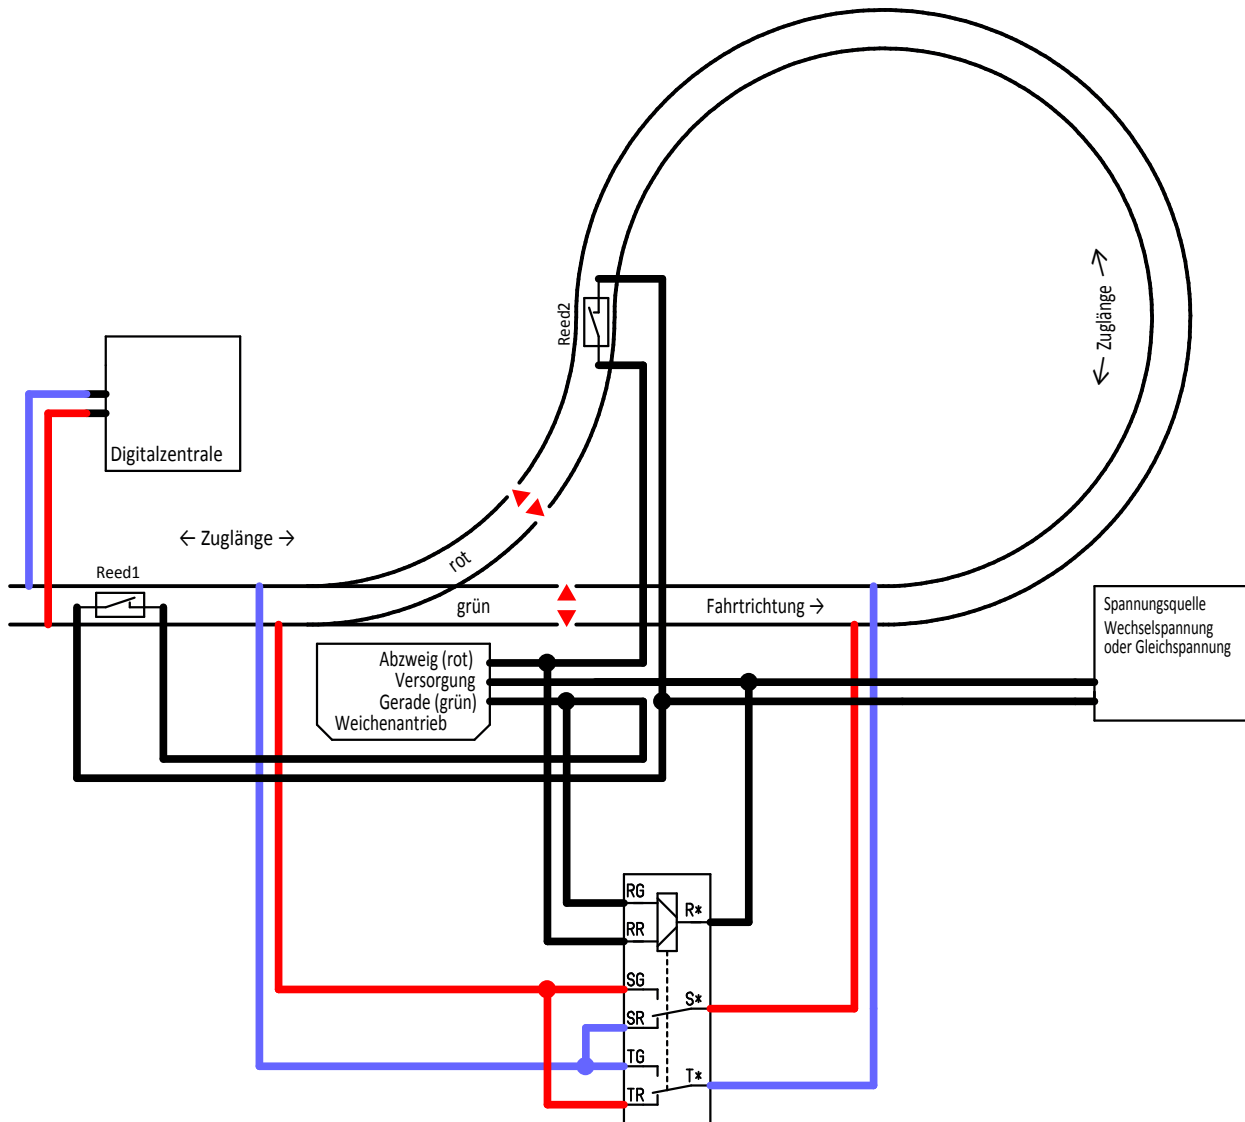 Reed2
← Zuglänge →
Digitalzentrale
← Zuglänge →
Reed1
rot
grün
Fahrtrichtung →
Spannungsquelle
Wechselspannung
oder Gleichspannung
Abzweig (rot)
Versorgung
Gerade (grün)
Weichenantrieb
RG
R*
RR
SG
S*
SR
TG
T*
TR